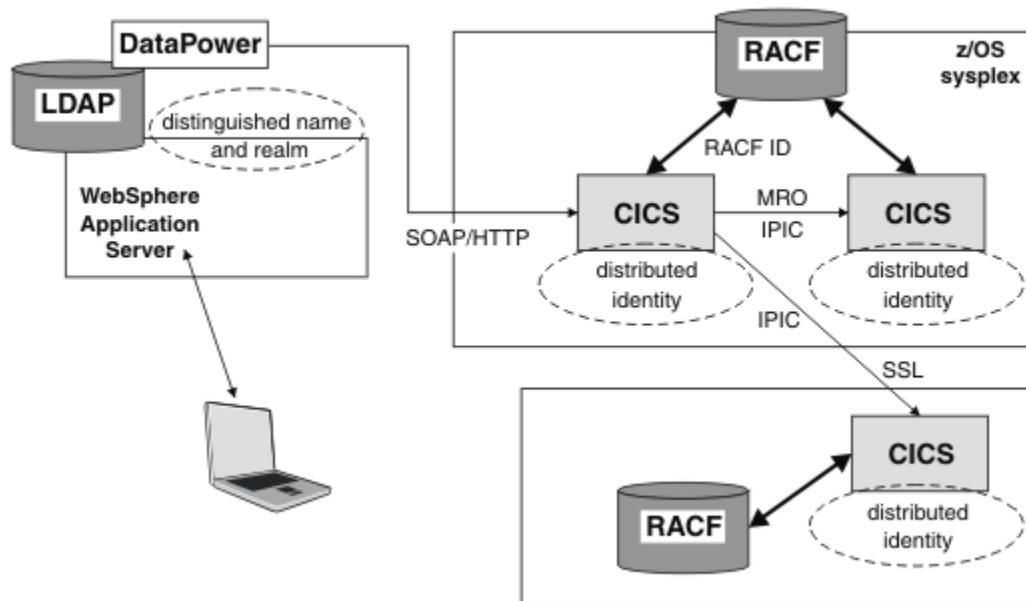 DataPower
LDAP
distinguished name
and realm
WebSphere
Application
Server
SOAP/HTTP
RACF
z/OS
sysplex
RACF ID
CICS
MRO
IPIC
CICS
distributed
identity
distributed
identity
IPIC
SSL
CICS
RACF
distributed
identity